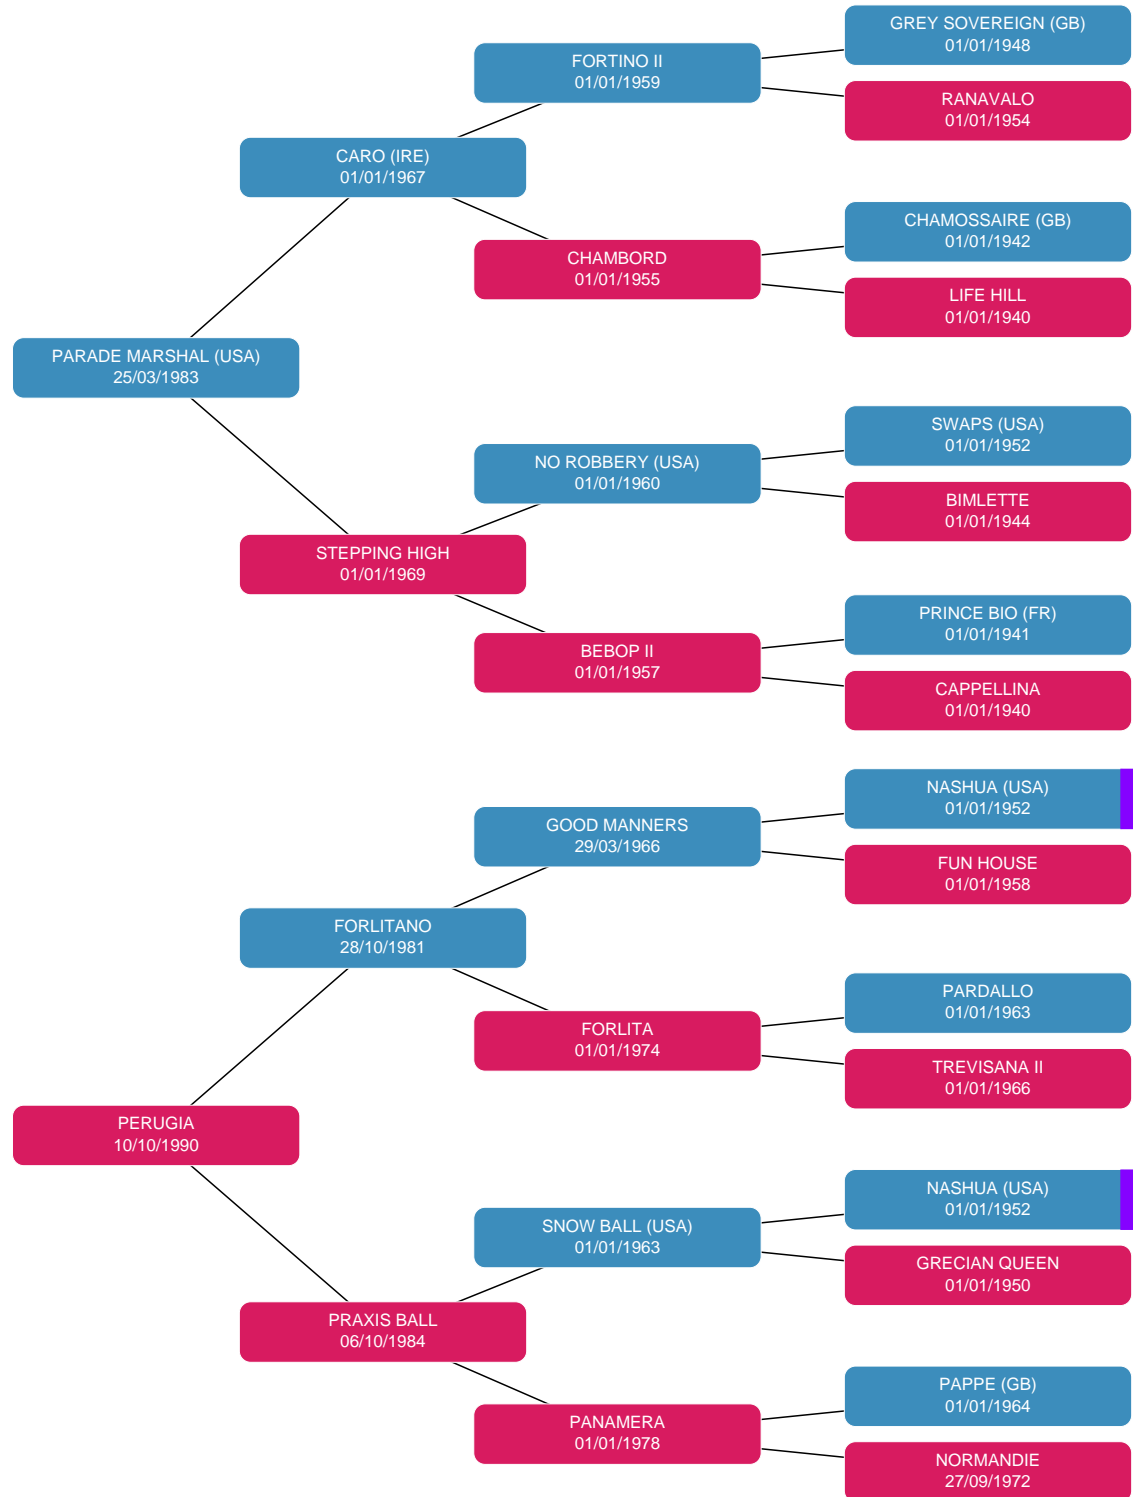 GREY SOVEREIGN (GB)
01/01/1948
FORTINO II
01/01/1959
RANAVALO
01/01/1954
CARO (IRE)
01/01/1967
CHAMOSSAIRE (GB)
01/01/1942
CHAMBORD
01/01/1955
LIFE HILL
01/01/1940
PARADE MARSHAL (USA)
25/03/1983
SWAPS (USA)
01/01/1952
NO ROBBERY (USA)
01/01/1960
BIMLETTE
01/01/1944
STEPPING HIGH
01/01/1969
PRINCE BIO (FR)
01/01/1941
BEBOP II
01/01/1957
CAPPELLINA
01/01/1940
NASHUA (USA)
01/01/1952
GOOD MANNERS
29/03/1966
FUN HOUSE
01/01/1958
FORLITANO
28/10/1981
PARDALLO
01/01/1963
FORLITA
01/01/1974
TREVISANA II
01/01/1966
PERUGIA
10/10/1990
NASHUA (USA)
01/01/1952
SNOW BALL (USA)
01/01/1963
GRECIAN QUEEN
01/01/1950
PRAXIS BALL
06/10/1984
PAPPE (GB)
01/01/1964
PANAMERA
01/01/1978
NORMANDIE
27/09/1972